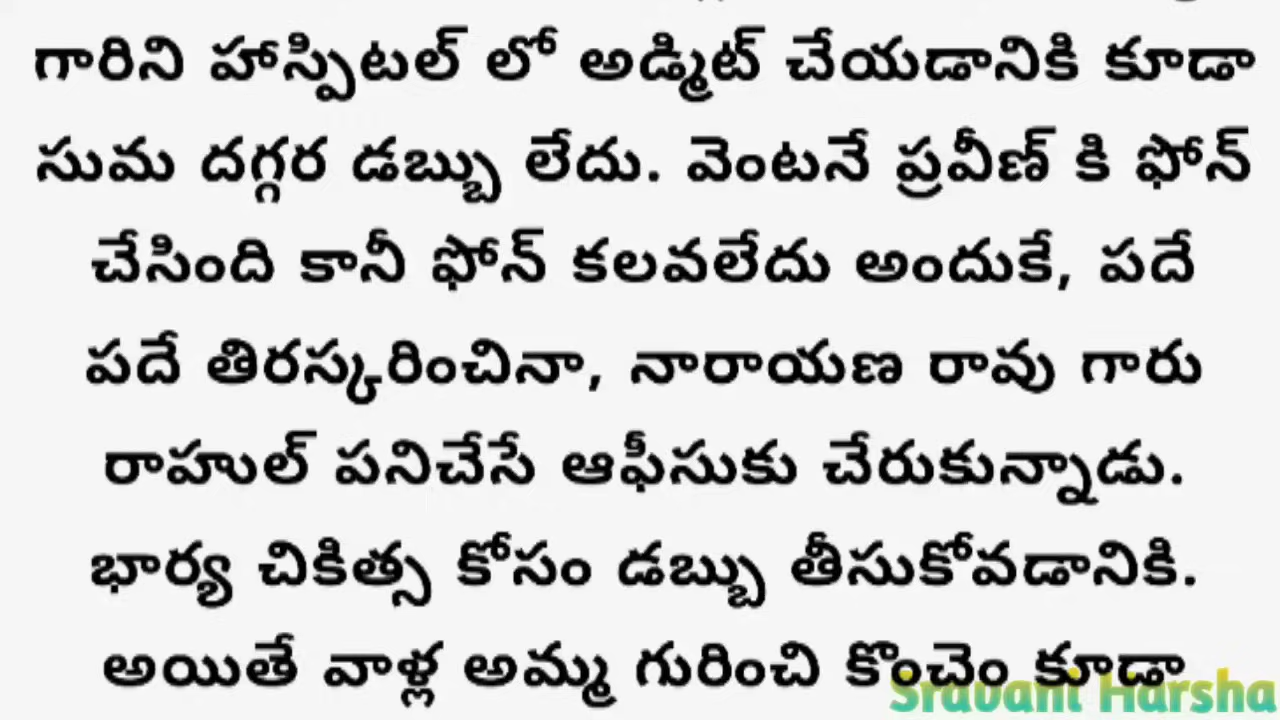 గారిని హాస్పిటల్ లో అడ్మిట్ చేయడానికి కూడా
సుమ దగ్గర డబ్బు లేదు. వెంటనే ప్రవీణ్ కి ఫోన్
చేసింది కానీ ఫోన్ కలవలేదు అందుకే, పదే
పదే తిరస్కరించినా, నారాయణ రావు గారు
రాహుల్ పనిచేసే ఆఫీసుకు చేరుకున్నాడు.
భార్య చికిత్స కోసం డబ్బు తీసుకోవడానికి.
అయితే వాళ్ల అమ్మ గురించి కొంచెం కూడా
Sravani Harsha